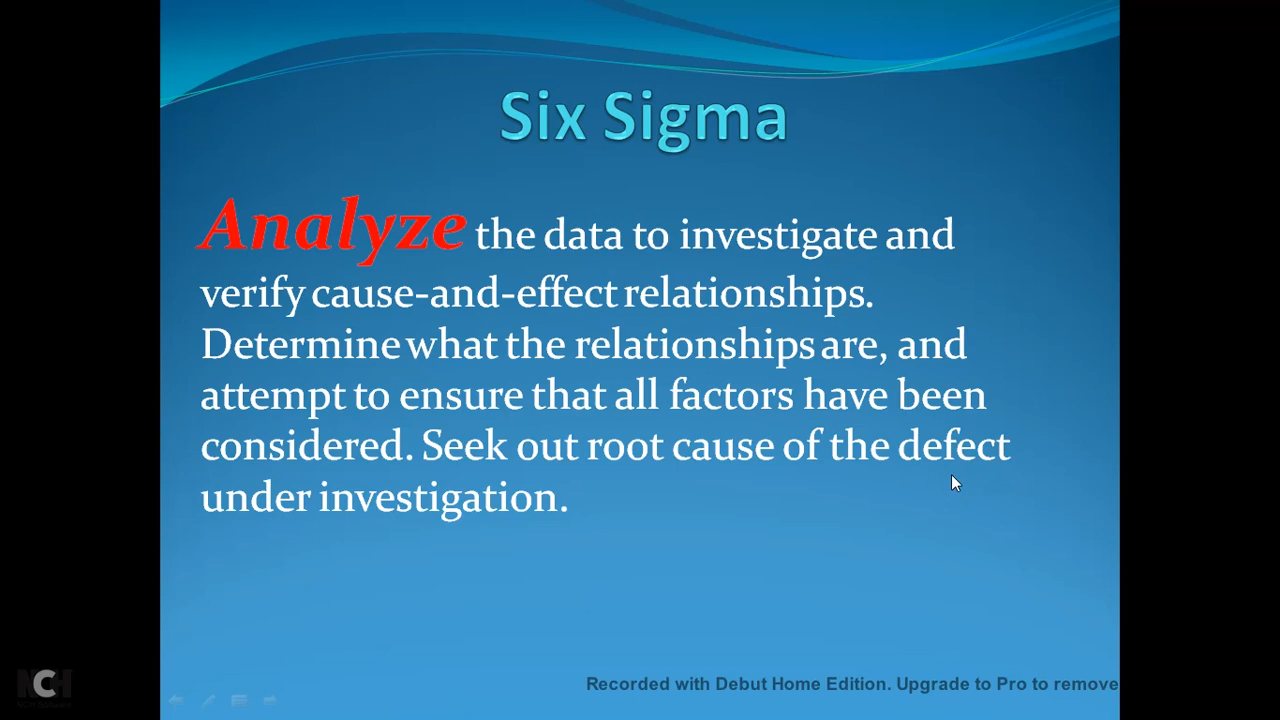 Six Sigma
Analyze the data to investigate and
verify cause-and-effect relationships.
Determine what the relationships are, and
attempt to ensure that all factors have been
considered. Seek out root cause of the defect
under investigation.
Recorded with Debut Home Edition. Upgrade to Pro to remove
NCH